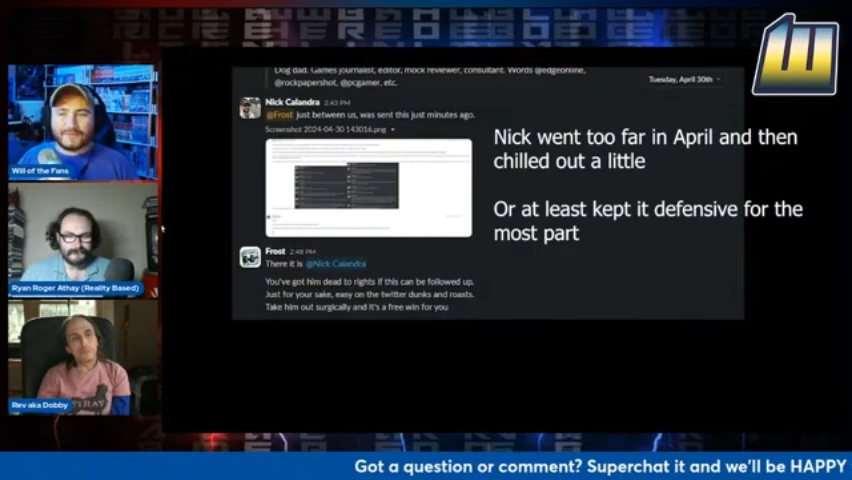 Dog dad. Games journalist, editor, mock reviewer, consultant. Words @edgeonline,
@rockpapershot, @pcgamer, etc.
Tuesday, April 30th
Nick Calandra 2:43 PM
@Frost just between us, was sent this just minutes ago.
Screenshot 2024-04-30 143016.png
Frost 2:48 PM
There it is @Nick Calandra
You've got him dead to rights if this can be followed up.
Just for your sake, easy on the twitter dunks and roasts.
Take him out surgically and it's a free win for you
Nick went too far in April and then
chilled out a little
Or at least kept it defensive for the
most part
Will of the Fans
Ryan Roger Athay (Reality Based)
Rev aka Dobby
Got a question or comment? Superchat it and we'll be HAPPY